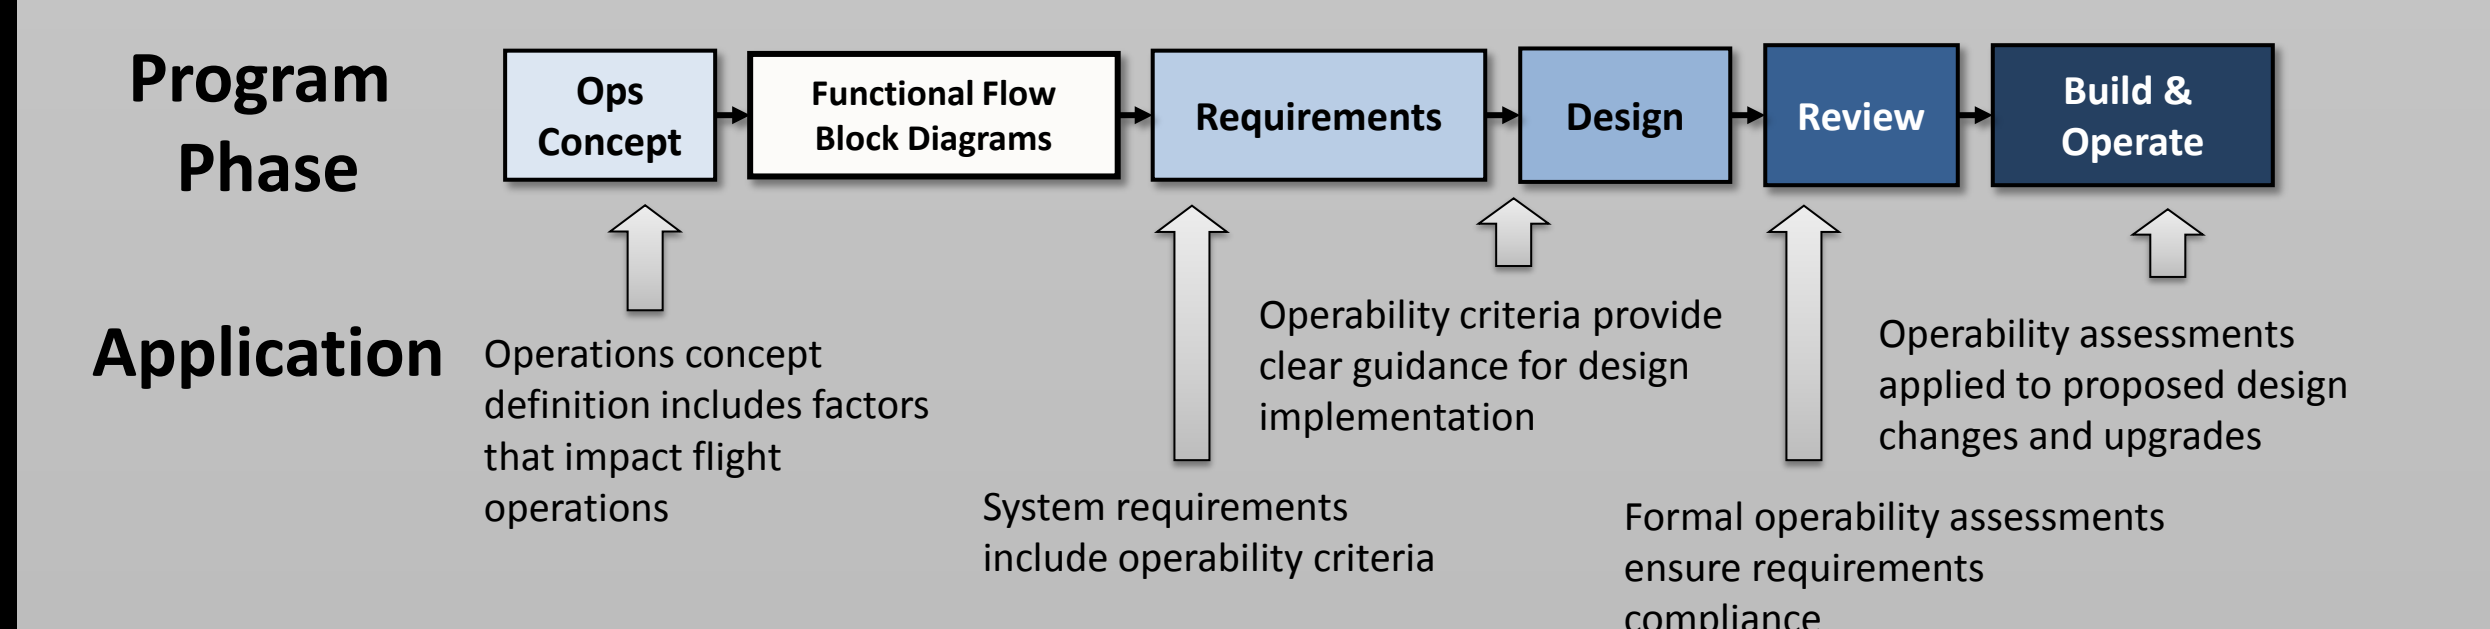 Program
Phase
Ops
Concept
Functional Flow
Block Diagrams
Requirements
Design
Review
Build &
Operate
Application
Operations concept
definition includes factors
that impact flight
operations
System requirements
include operability criteria
Operability criteria provide
clear guidance for design
implementation
Formal operability assessments
ensure requirements
compliance
Operability assessments
applied to proposed design
changes and upgrades